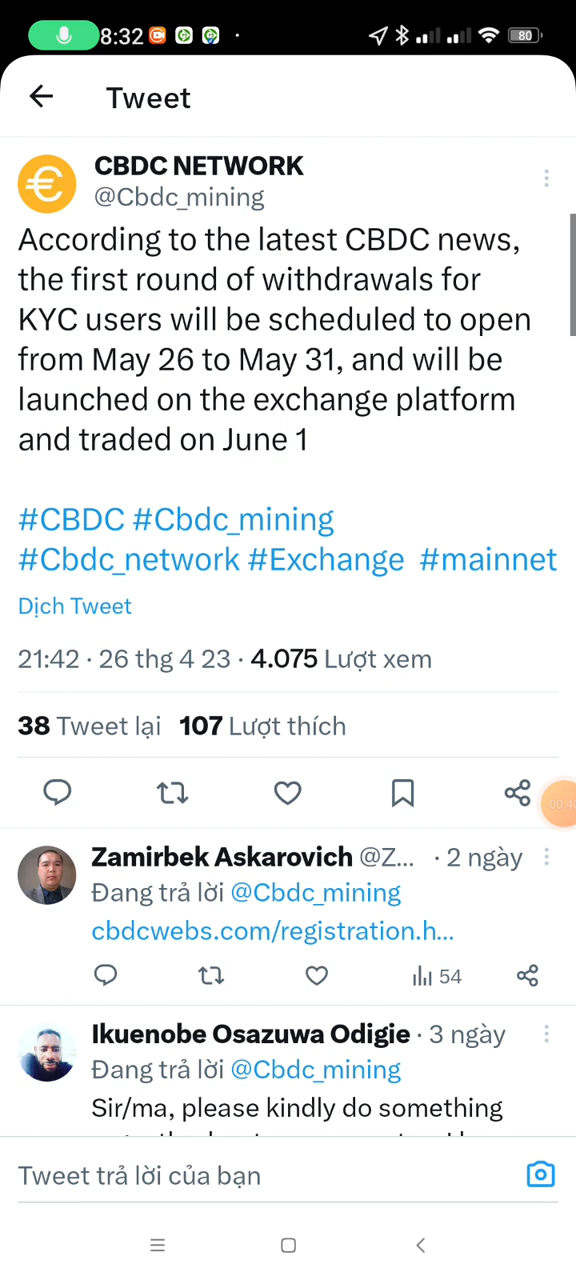 8:32
80
Tweet
CBDC NETWORK
@Cbdc_mining
According to the latest CBDC news,
the first round of withdrawals for
KYC users will be scheduled to open
from May 26 to May 31, and will be
launched on the exchange platform
and traded on June 1
#CBDC #Cbdc_mining
#Cbdc_network #Exchange #mainnet
Dịch Tweet
21:42 · 26 thg 4 23 · 4.075 Lượt xem
38 Tweet lại 107 Lượt thích
Zamirbek Askarovich @Z... · 2 ngày
Đang trả lời @Cbdc_mining
cbdcwebs.com/registration.h...
54
Ikuenobe Osazuwa Odigie · 3 ngày
Đang trả lời @Cbdc_mining
Sir/ma, please kindly do something
Tweet trả lời của bạn